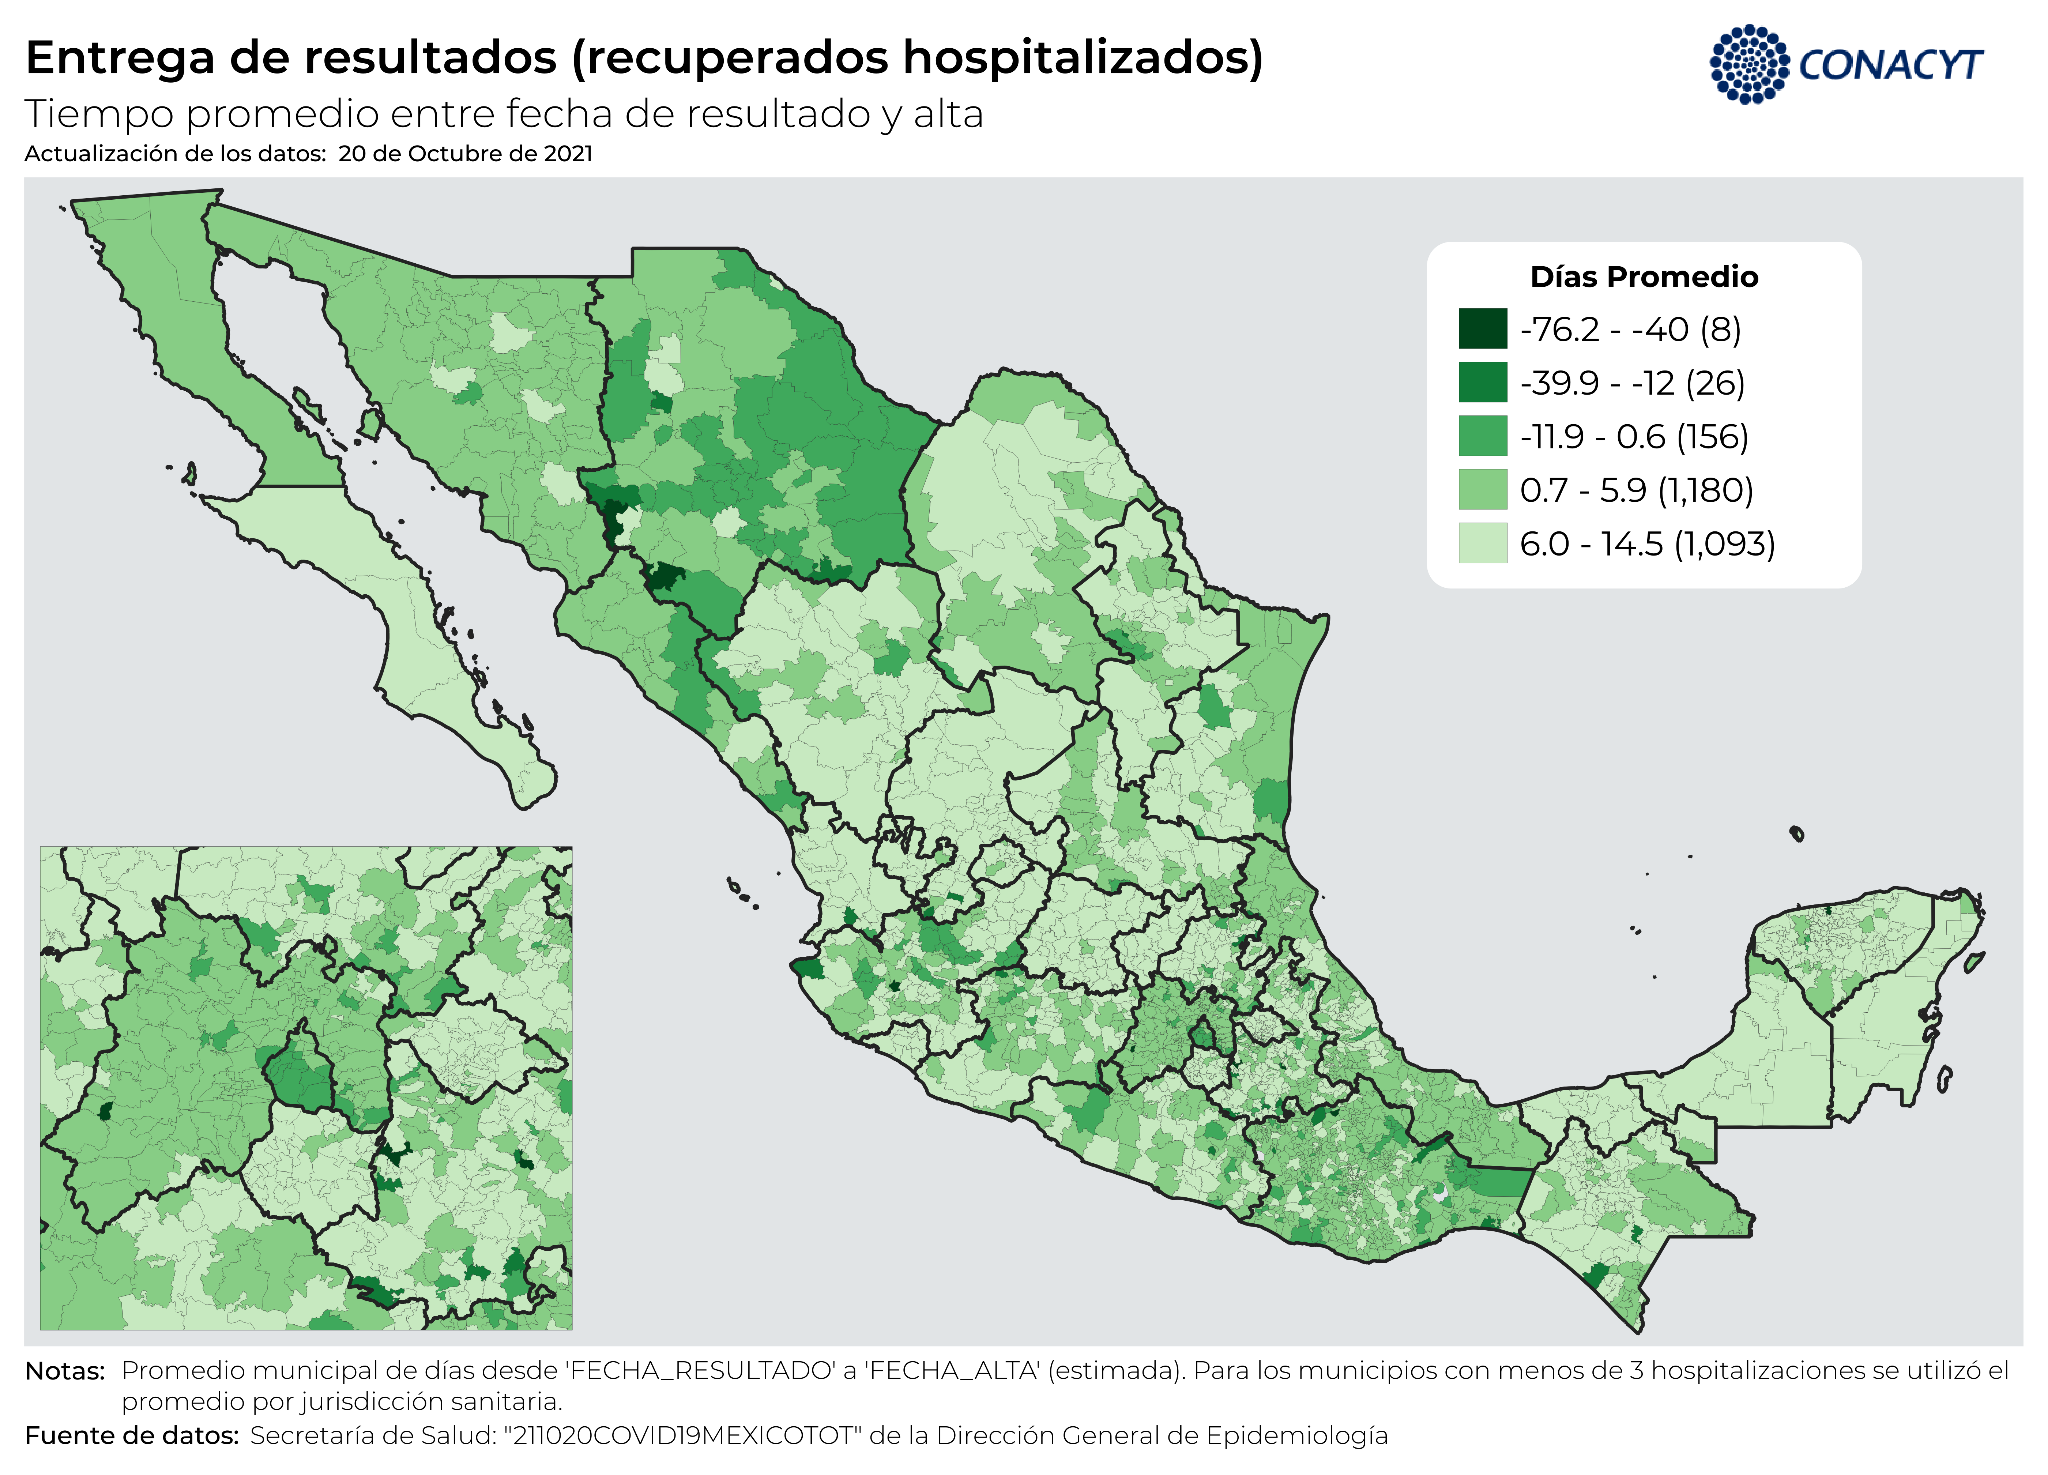 Entrega de resultados (recuperados hospitalizados)
CONACYT
Tiempo promedio entre fecha de resultado y alta
Actualización de los datos: 20 de Octubre de 2021
Días Promedio
-76.2 - -40 (8)
-39.9 - -12 (26)
-11.9 - 0.6 (156)
0.7 - 5.9 (1,180)
6.0 - 14.5 (1,093)
Notas: Promedio municipal de días desde 'FECHA_RESULTADO' a 'FECHA_ALTA' (estimada). Para los municipios con menos de 3 hospitalizaciones se utilizó el
promedio por jurisdicción sanitaria.
Fuente de datos: Secretaría de Salud: "211020COVID19MEXICOTOT" de la Dirección General de Epidemiología